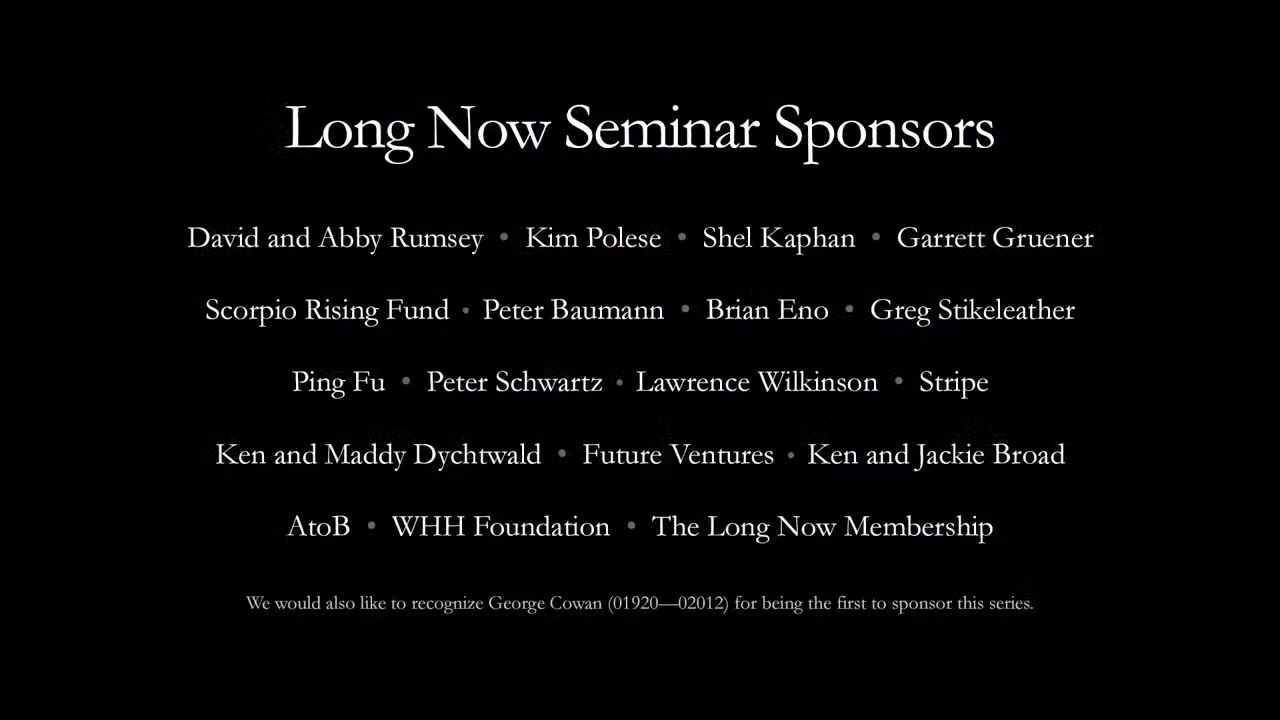 Long Now Seminar Sponsors
David and Abby Rumsey • Kim Polese • Shel Kaphan • Garrett Gruener
Scorpio Rising Fund • Peter Baumann • Brian Eno • Greg Stikeleather
Ping Fu • Peter Schwartz • Lawrence Wilkinson • Stripe
Ken and Maddy Dychtwald • Future Ventures • Ken and Jackie Broad
AtoB • WHH Foundation • The Long Now Membership
We would also like to recognize George Cowan (01920—02012) for being the first to sponsor this series.